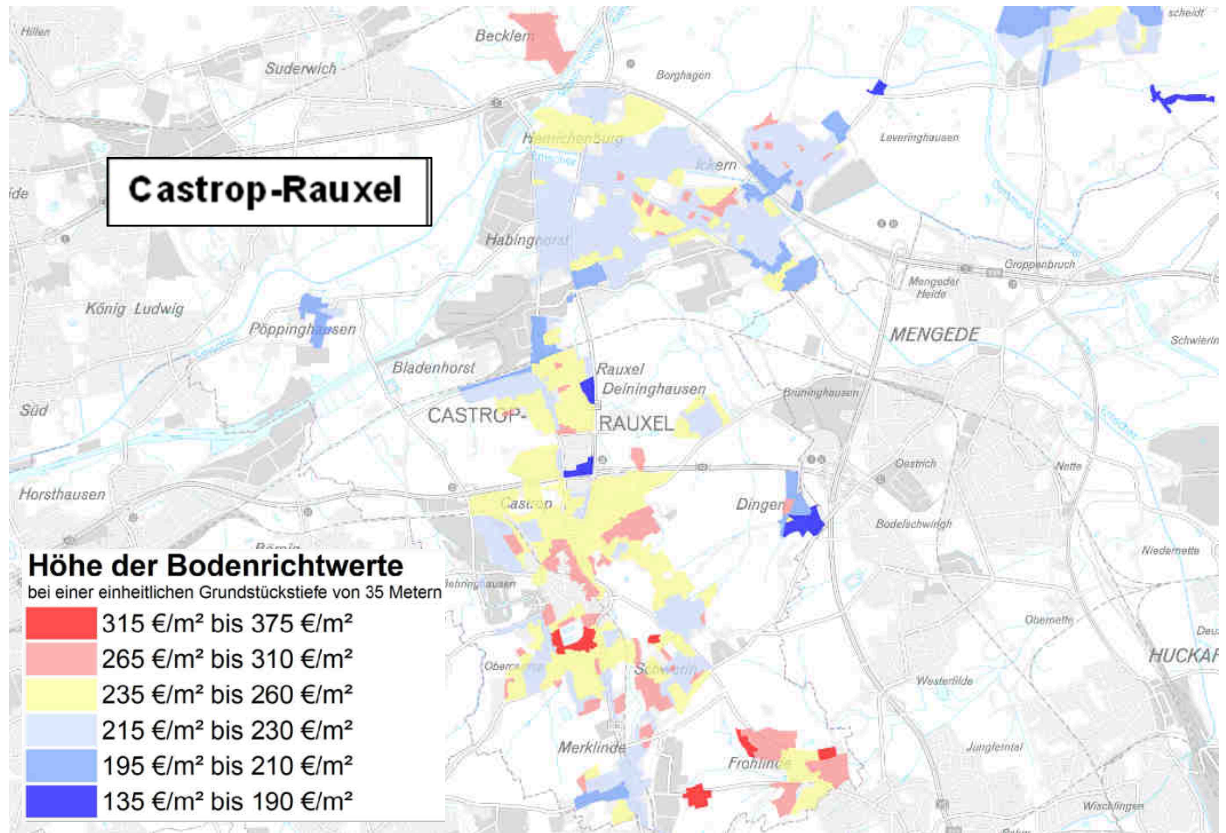 Hillen
Becklem
scheidt
Suderwich
Borghagen
Leveringhausen
Henrichenburg
Ickern
Castrop-Rauxel
Habinghorst
Groppenbruch
Mengeder
Heide
König Ludwig
Pöppinghausen
MENGEDE
Bladenhorst
Rauxel
Deininghausen
Brüninghausen
Süd
CASTROP-
RAUXEL
Oestrich
Nette
Horsthausen
Castrop
Dingen
Bodelschwingh
Niedernette
Höhe der Bodenrichtwerte
bei einer einheitlichen Grundstückstiefe von 35 Metern
315 €/m² bis 375 €/m²
265 €/m² bis 310 €/m²
235 €/m² bis 260 €/m²
215 €/m² bis 230 €/m²
195 €/m² bis 210 €/m²
135 €/m² bis 190 €/m²
Obernette
HUCKAR
Schwerin
Westerfilde
Merklinde
Frohlinde
Jungferntal
Wischlingen